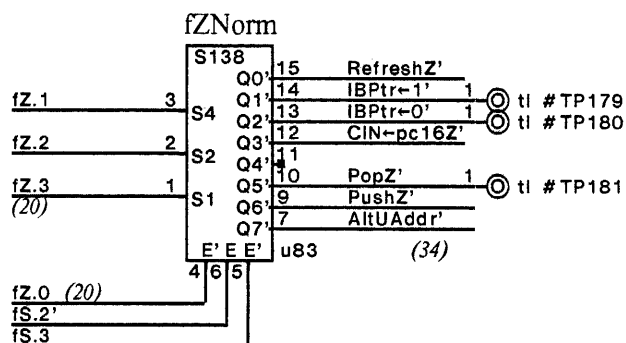 fZNorm
S138
15 RefreshZ'
Q0'
14 IBPtr←1' 1 tl #TP179
fZ.1 3 S4 Q1'
13 IBPtr←0' 1 tl #TP180
Q2'
12 CIN←pc16Z'
Q3'
fZ.2 2 S2 11
Q4'
10 PopZ' 1 tl #TP181
fZ.3 1 S1 Q5'
(20) 9 PushZ'
Q6'
7 AltUAddr'
Q7'
E' E E' u83 (34)
4 6 5
fZ.0 (20)
fS.2'
fS.3